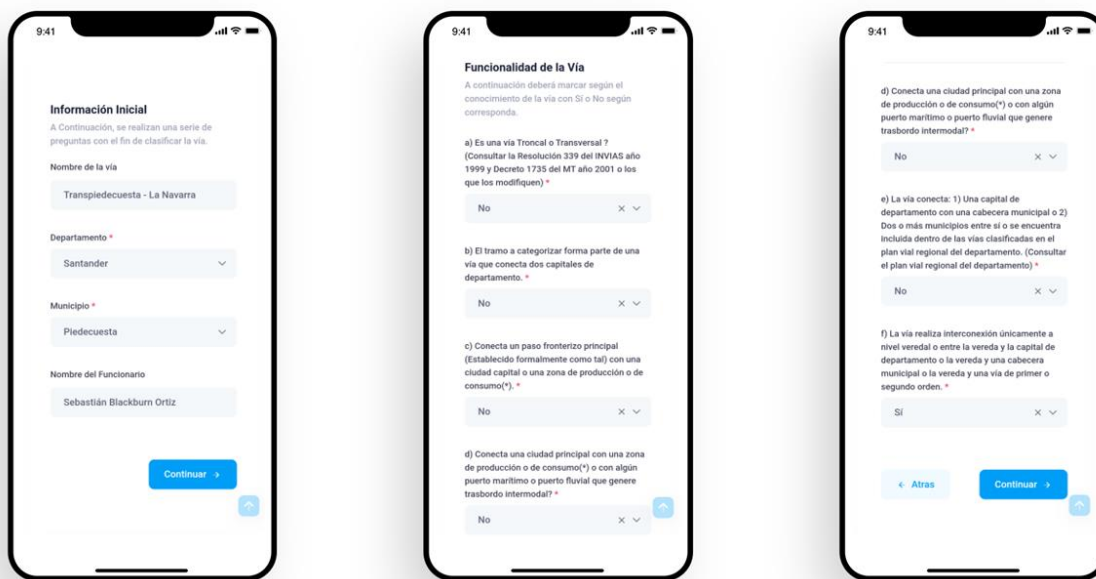 9:41
Información Inicial
A Continuación, se realizan una serie de
preguntas con el fin de clasificar la vía.
Nombre de la vía
Transpiedecuesta - La Navarra
Departamento *
Santander
Municipio *
Piedecuesta
Nombre del Funcionario
Sebastián Blackburn Ortiz
Continuar →
9:41
Funcionalidad de la Vía
A continuación deberá marcar según el
conocimiento de la vía con Sí o No según
corresponda.
a) Es una vía Troncal o Transversal ?
(Consultar la Resolución 339 del INVIAS año
1999 y Decreto 1735 del MT año 2001 o los
que los modifiquen) *
No
b) El tramo a categorizar forma parte de una
vía que conecta dos capitales de
departamento. *
No
c) Conecta un paso fronterizo principal
(Establecido formalmente como tal) con una
ciudad capital o una zona de producción o de
consumo(*). *
No
d) Conecta una ciudad principal con una zona
de producción o de consumo(*) o con algún
puerto marítimo o puerto fluvial que genere
trasbordo intermodal? *
No
9:41
d) Conecta una ciudad principal con una zona
de producción o de consumo(*) o con algún
puerto marítimo o puerto fluvial que genere
trasbordo intermodal? *
No
e) La vía conecta: 1) Una capital de
departamento con una cabecera municipal o 2)
Dos o más municipios entre sí o se encuentra
incluida dentro de las vías clasificadas en el
plan vial regional del departamento. (Consultar
el plan vial regional del departamento) *
No
f) La vía realiza interconexión únicamente a
nivel veredal o entre la vereda y la capital de
departamento o la vereda y una cabecera
municipal o la vereda y una vía de primer o
segundo orden. *
Sí
← Atras
Continuar →